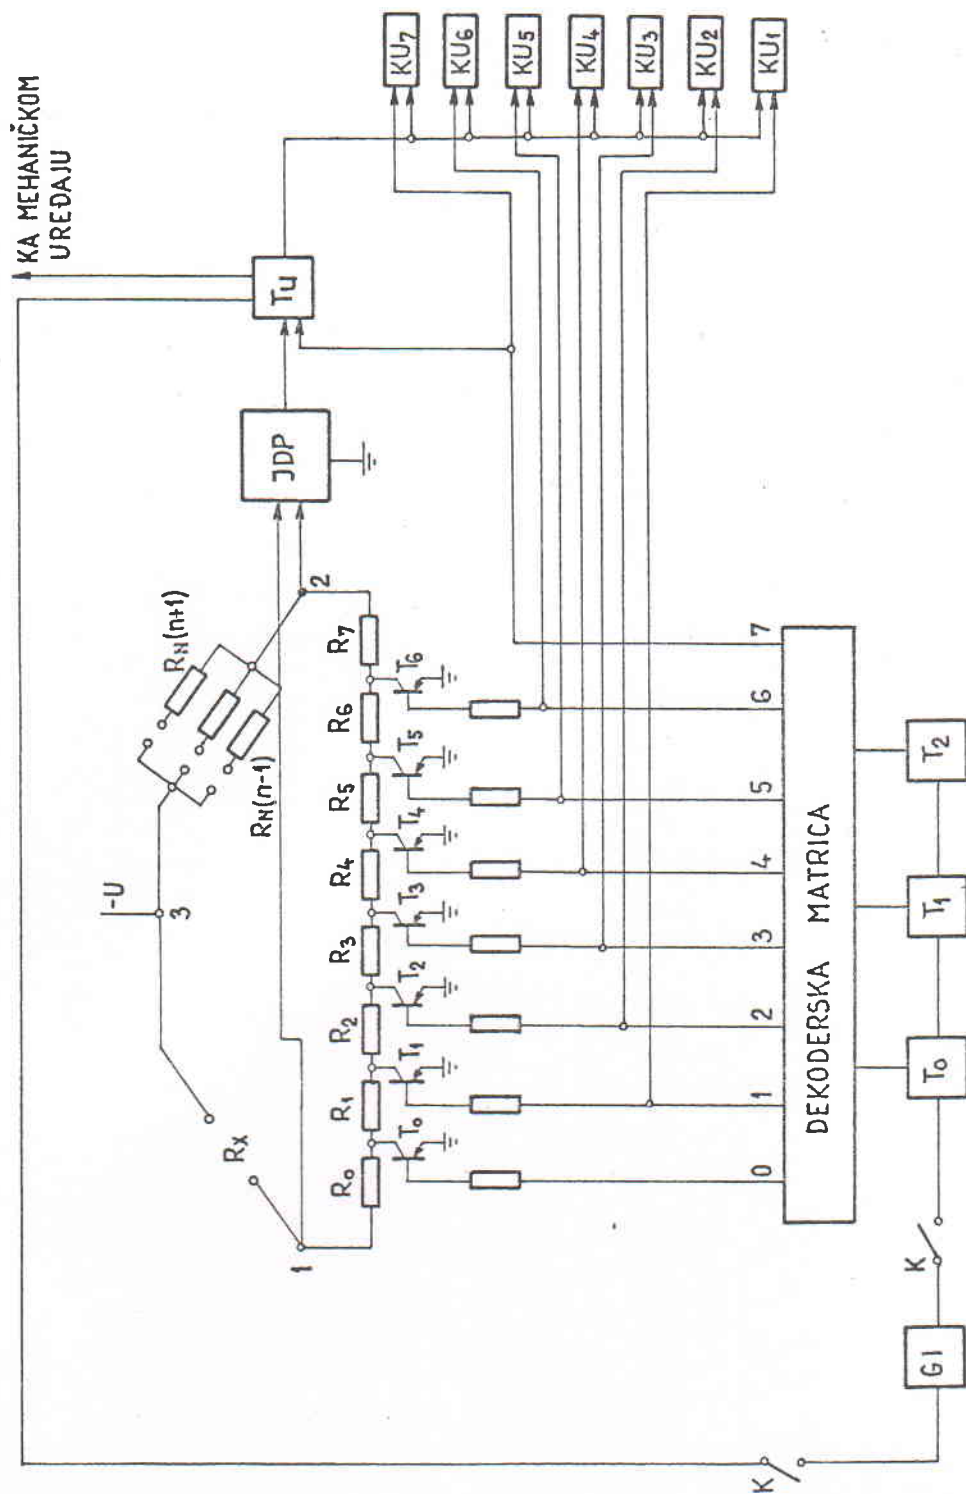 KA MEHANIČKOM
UREĐAJU
-U
3
RX
1
RN(n+1)
RN(n-1)
2
JDP
Tu
R0
R1
R2
R3
R4
R5
R6
R7
T0
T1
T2
T3
T4
T5
T6
KU7
KU6
KU5
KU4
KU3
KU2
KU1
0
1
2
3
4
5
6
7
DEKODERSKA MATRICA
K
GI
K
T0
T1
T2